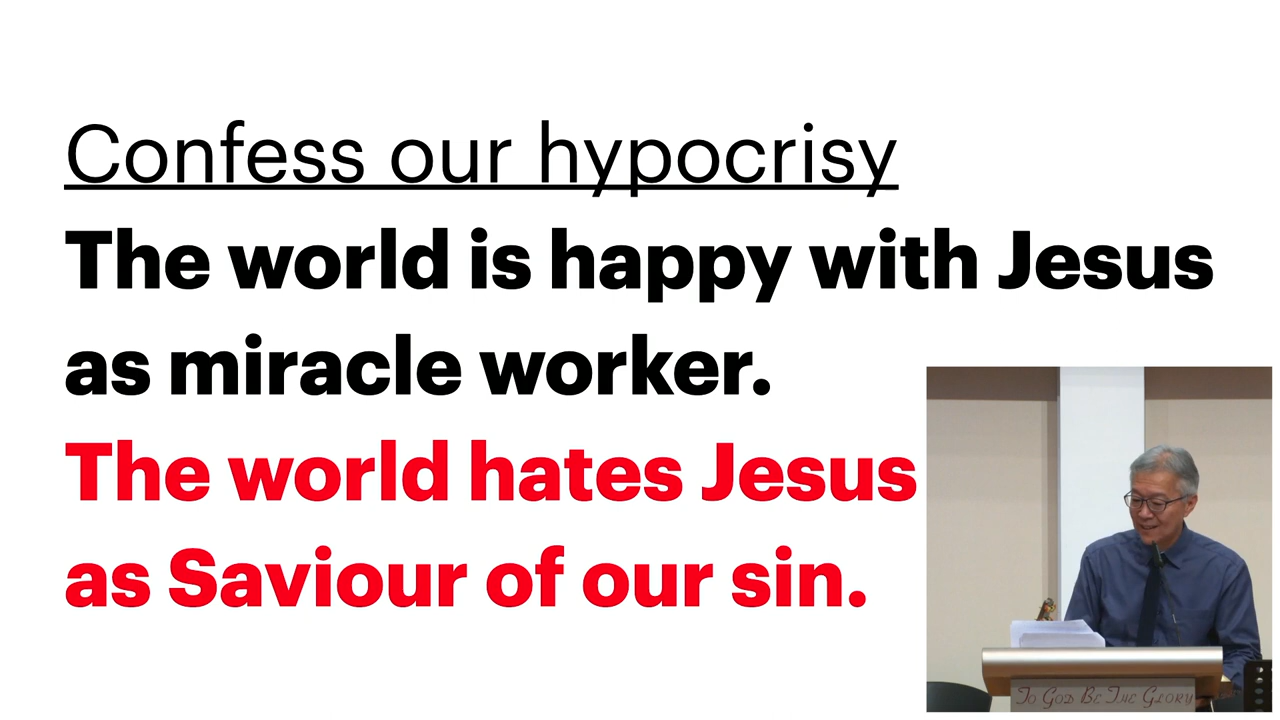 Confess our hypocrisy
The world is happy with Jesus
as miracle worker.
The world hates Jesus
as Saviour of our sin.
To God Be The Glory